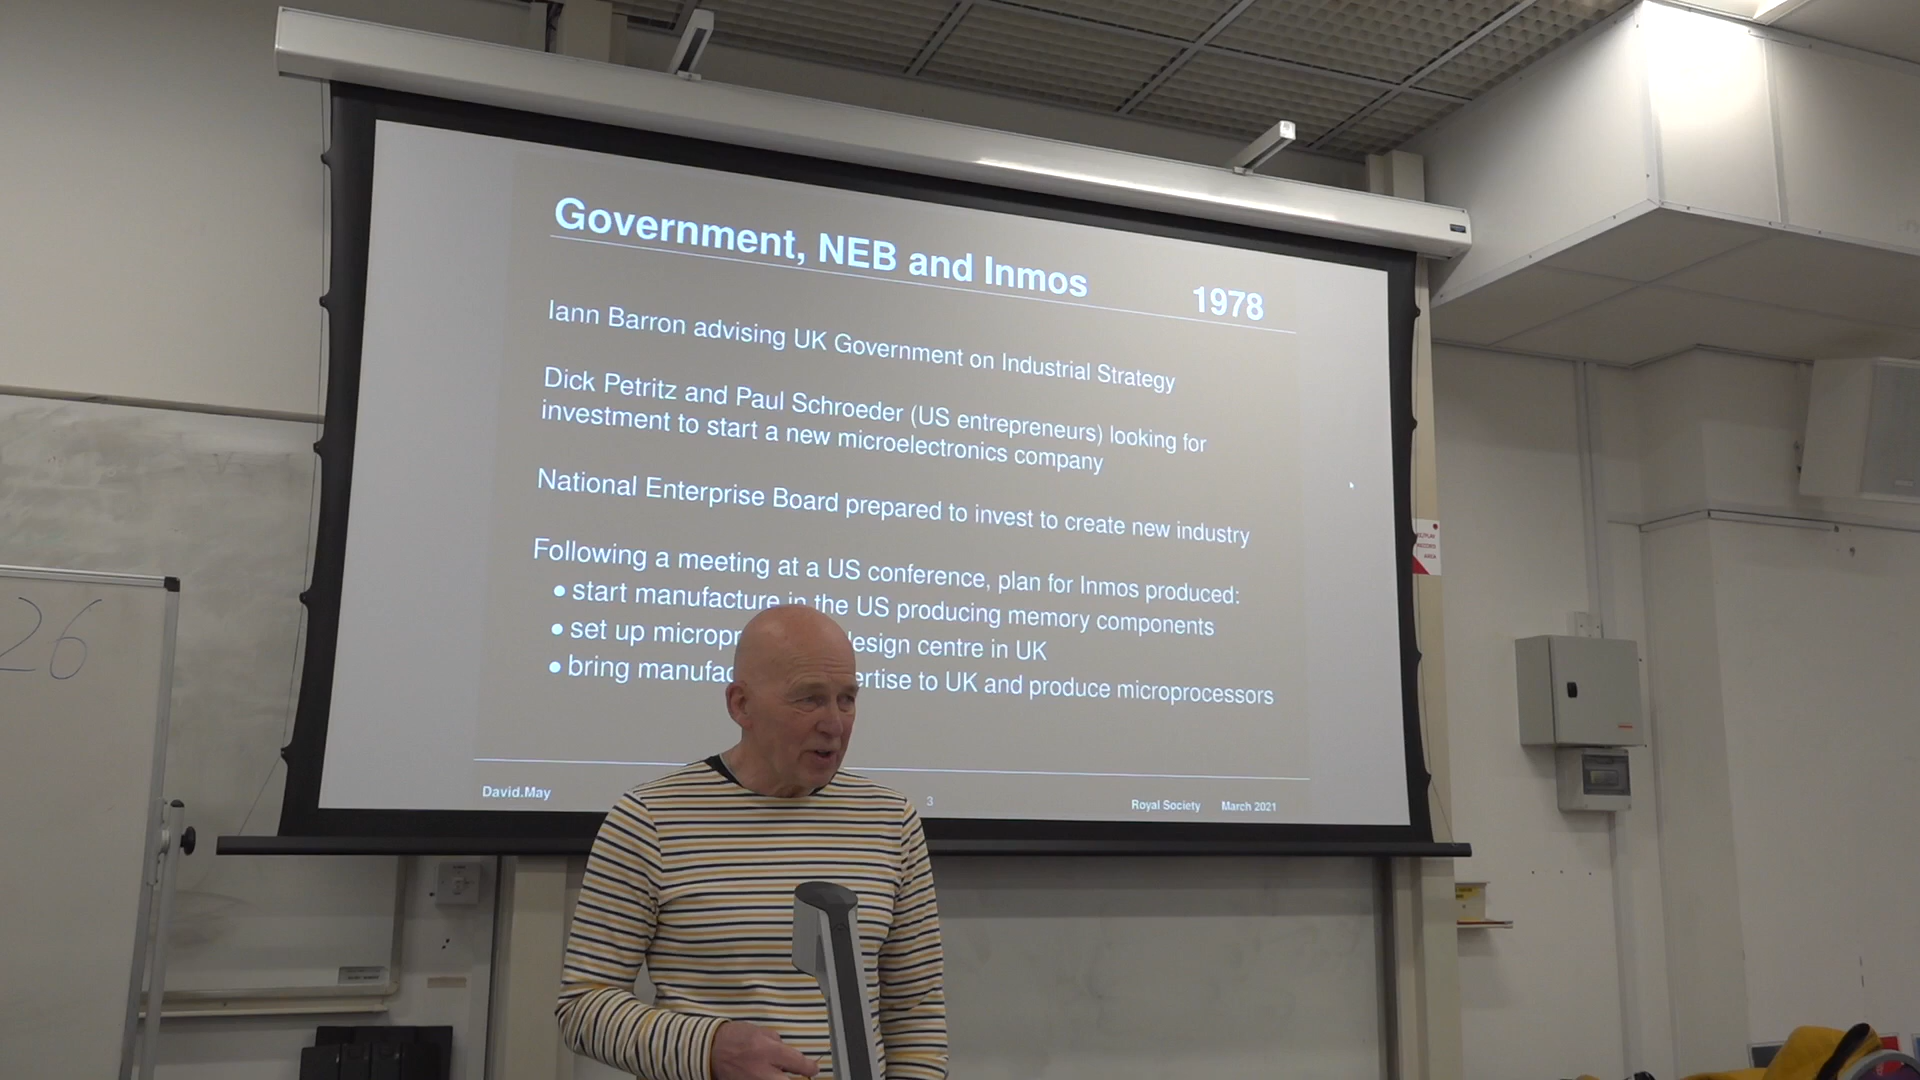 Government, NEB and Inmos 1978
Iann Barron advising UK Government on Industrial Strategy
Dick Petritz and Paul Schroeder (US entrepreneurs) looking for
investment to start a new microelectronics company
National Enterprise Board prepared to invest to create new industry
Following a meeting at a US conference, plan for Inmos produced:
• start manufacture in the US producing memory components
• set up micropr esign centre in UK
• bring manufac ertise to UK and produce microprocessors
David.May 3 Royal Society March 2021
26